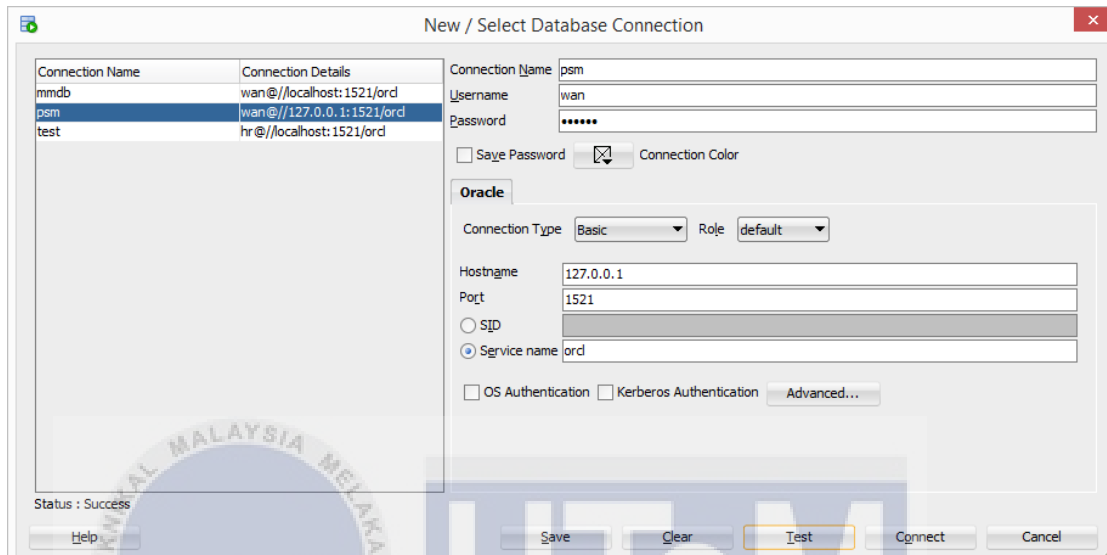 New / Select Database Connection
Connection Name Connection Details
mmdb wan@//localhost:1521/orcl
psm wan@//127.0.0.1:1521/orcl
test hr@//localhost:1521/orcl
Connection Name psm
Username wan
Password ••••••
Save Password Connection Color
Oracle
Connection Type Basic Role default
Hostname 127.0.0.1
Port 1521
SID
Service name orcl
OS Authentication Kerberos Authentication Advanced...
MALAYSIA
Status : Success
Help Save Clear Test Connect Cancel